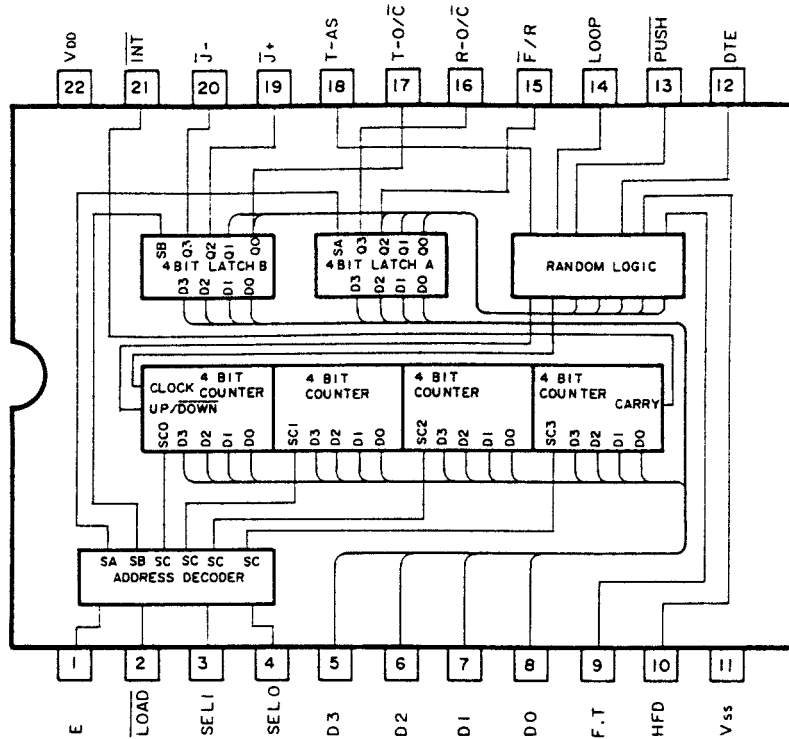 VDD INT J- J+ T-AS T-O/C R-O/C F/R LOOP PUSH DTE
22 21 20 19 18 17 16 15 14 13 12
SB Q3 Q2 Q1 Q0
4 BIT LATCH B
D3 D2 D1 D0
SA Q3 Q2 Q1 Q0
4 BIT LATCH A
D3 D2 D1 D0
RANDOM LOGIC
CLOCK
UP/DOWN
4 BIT
COUNTER
SC0 D3 D2 D1 D0
4 BIT
COUNTER
SC1 D3 D2 D1 D0
4 BIT
COUNTER
SC2 D3 D2 D1 D0
4 BIT
COUNTER
CARRY
SC3 D3 D2 D1 D0
SA SB SC SC SC SC
ADDRESS DECODER
1 2 3 4 5 6 7 8 9 10 11
E LOAD SEL1 SEL0 D3 D2 D1 D0 F.T HFD Vss